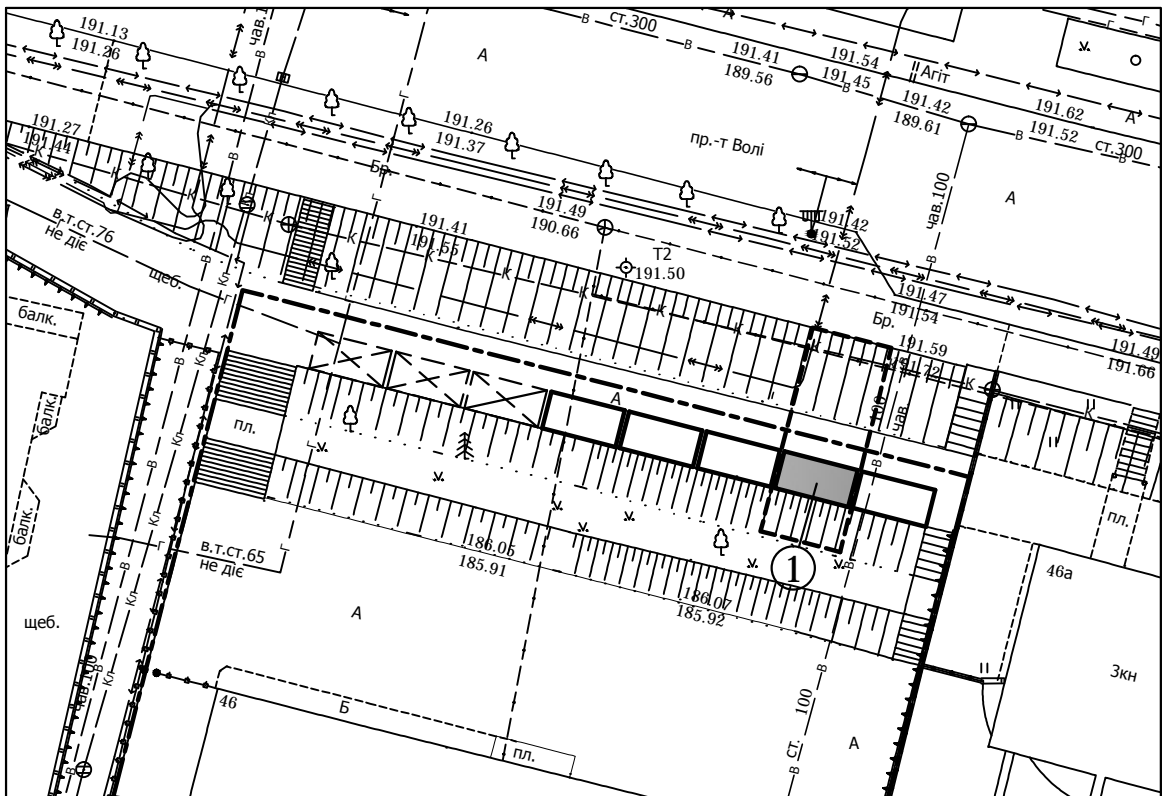 191.13
191.26
чав.1
А
ст.300
А
191.41
191.54
189.56
191.45
Агіт
191.42
189.61
191.62
А
191.52
ст.300
191.27
191.44
191.26
191.37
пр.-т Волі
чав.100
А
Бр.
К
191.49
190.66
191.42
191.52
191.41
191.55
К
К
Т2
191.50
191.47
191.54
Бр.
191.59
191.49
191.66
в.т.ст.76
не діє
щеб.
балк.
балк.
балк.
А
чав.
100
пл.
пл.
в.т.ст.65
не діє
186.05
185.91
1
186.07
185.92
46а
3кн
щеб.
А
чав.100
46
Б
пл.
ст. 100
А
В
Кл
Г